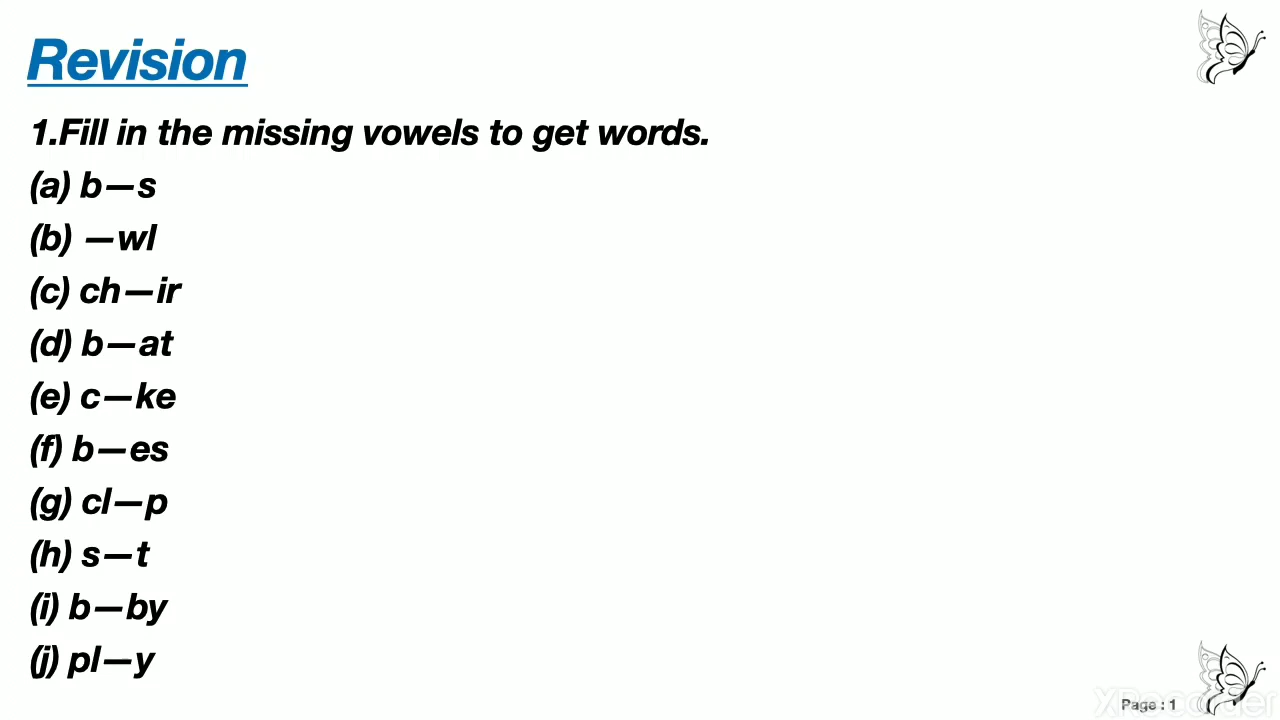 Revision
1.Fill in the missing vowels to get words.
(a) b—s
(b) —wl
(c) ch—ir
(d) b—at
(e) c—ke
(f) b—es
(g) cl—p
(h) s—t
(i) b—by
(j) pl—y
XRecorder
Page : 1